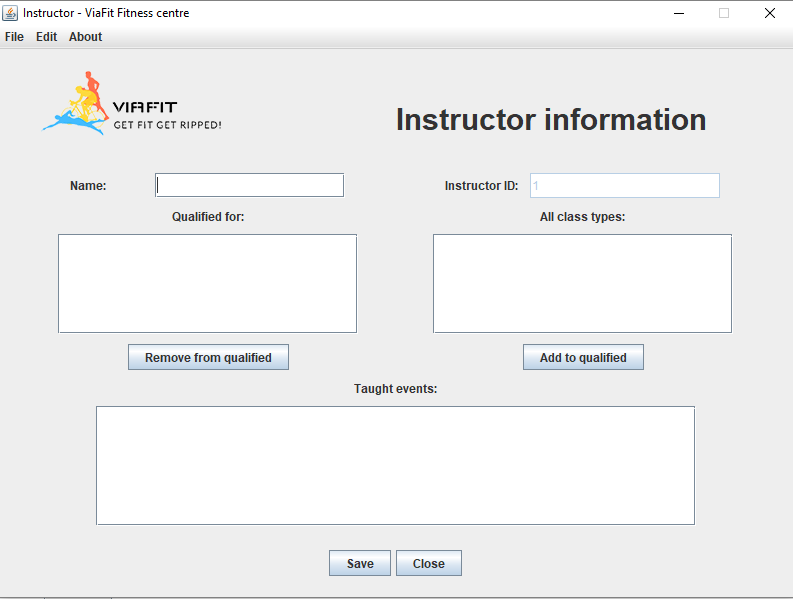 Instructor - ViaFit Fitness centre
File Edit About
VIAFIT
GET FIT GET RIPPED!
Instructor information
Name:
Instructor ID: 1
Qualified for:
All class types:
Remove from qualified
Add to qualified
Taught events:
Save
Close